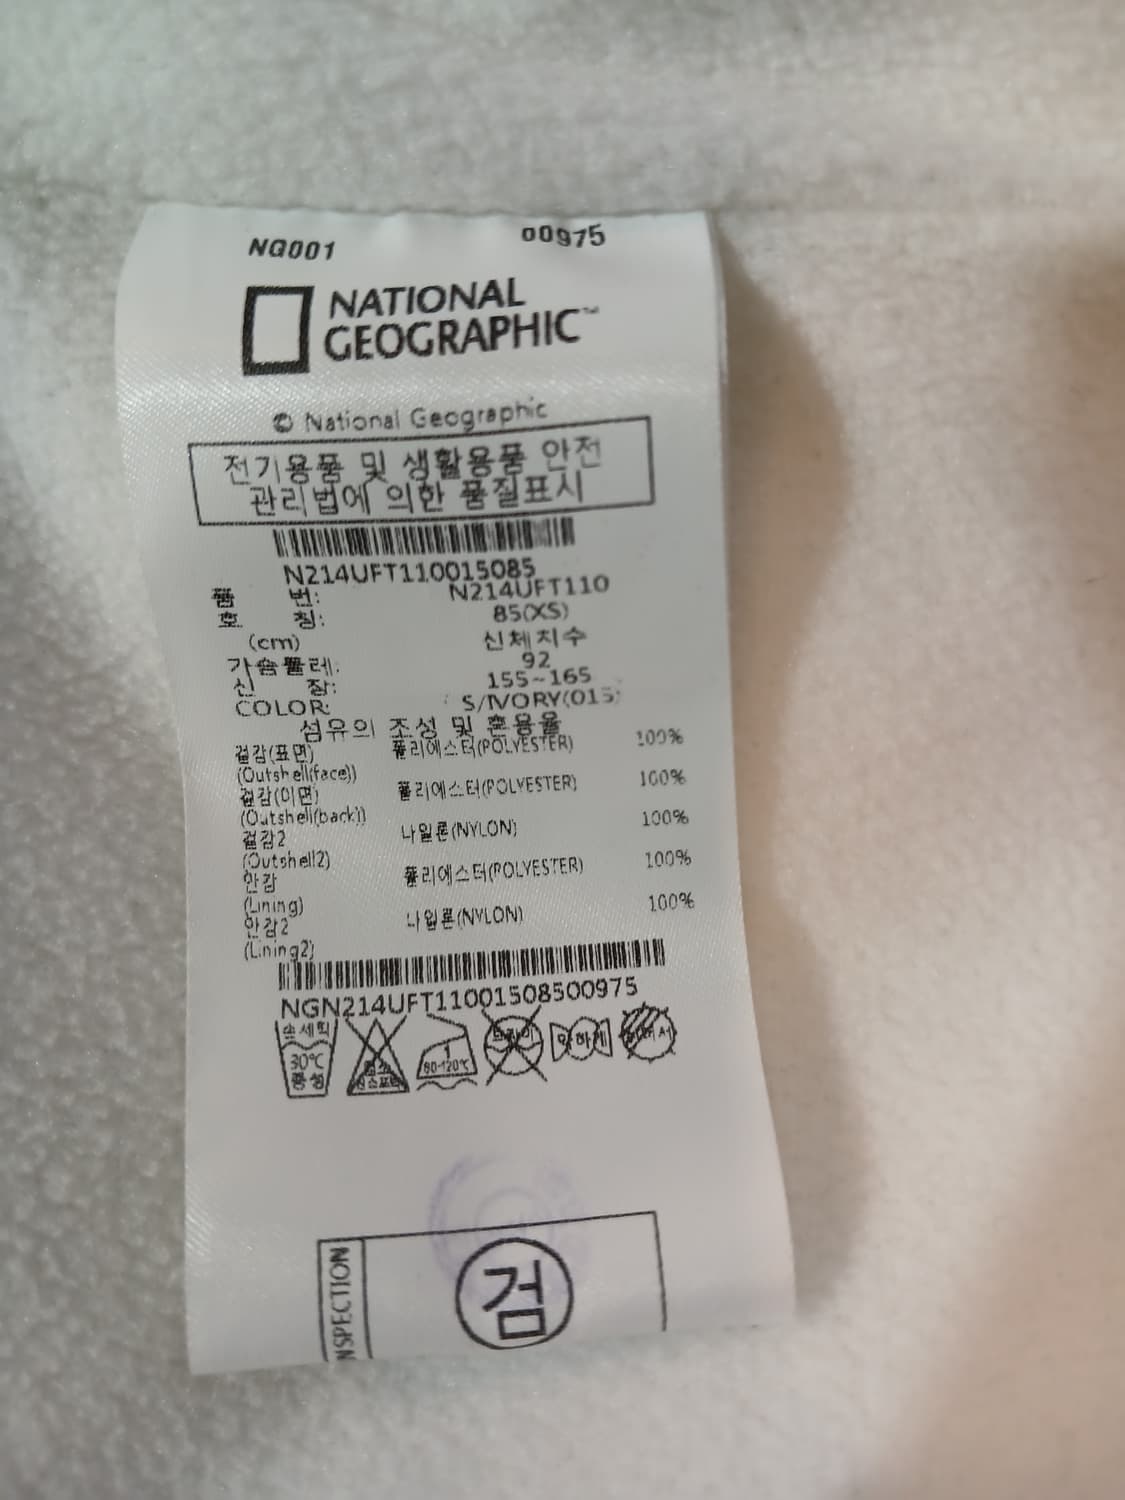 NG001 00975
NATIONAL
GEOGRAPHIC™
© National Geographic
전기용품 및 생활용품 안전
관리법에 의한 품질표시
N214UFT110015085
품 번: N214UFT110
호 칭: 85(XS)
(cm) 신체치수
가슴둘레: 92
신 장: 155~165
COLOR: S/IVORY(015)
섬유의 조성 및 혼용율
겉감(표면) 폴리에스터(POLYESTER) 100%
(Outshell(face))
겉감(이면) 폴리에스터(POLYESTER) 100%
(Outshell(back))
겉감2 나일론(NYLON) 100%
(Outshell2)
안감 폴리에스터(POLYESTER) 100%
(Lining)
안감2 나일론(NYLON) 100%
(Lining2)
NGN214UFT11001508500975
손세탁
30℃
중성
80-120℃
약하게
NSPECTION
검